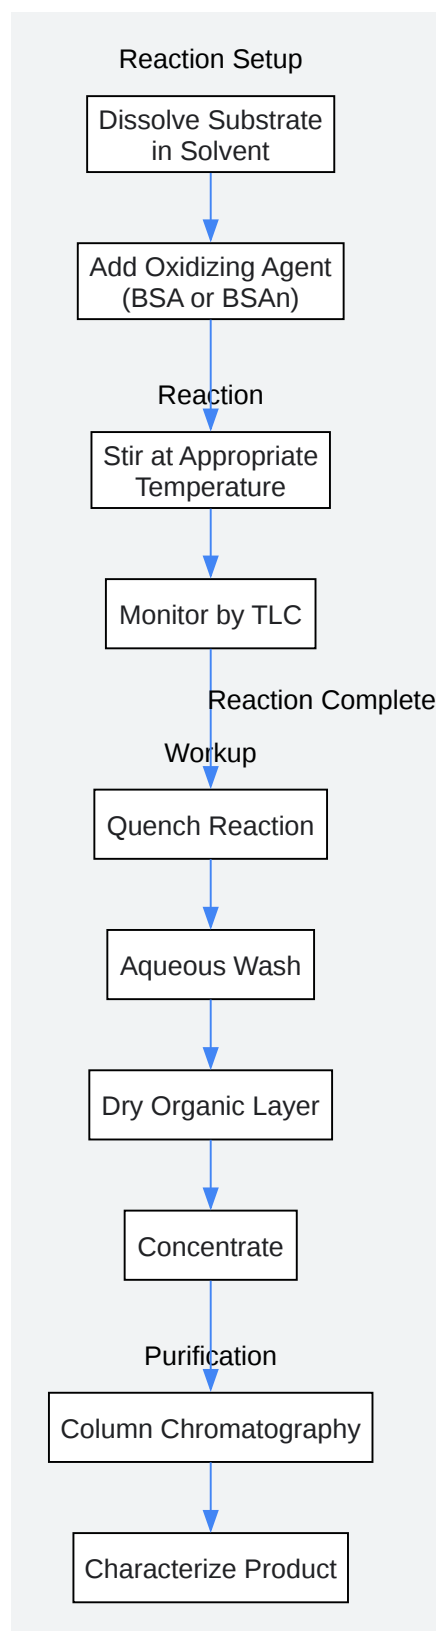 Reaction Setup
Dissolve Substrate
in Solvent
Add Oxidizing Agent
(BSA or BSAn)
Reaction
Stir at Appropriate
Temperature
Monitor by TLC
Reaction Complete
Workup
Quench Reaction
Aqueous Wash
Dry Organic Layer
Concentrate
Purification
Column Chromatography
Characterize Product